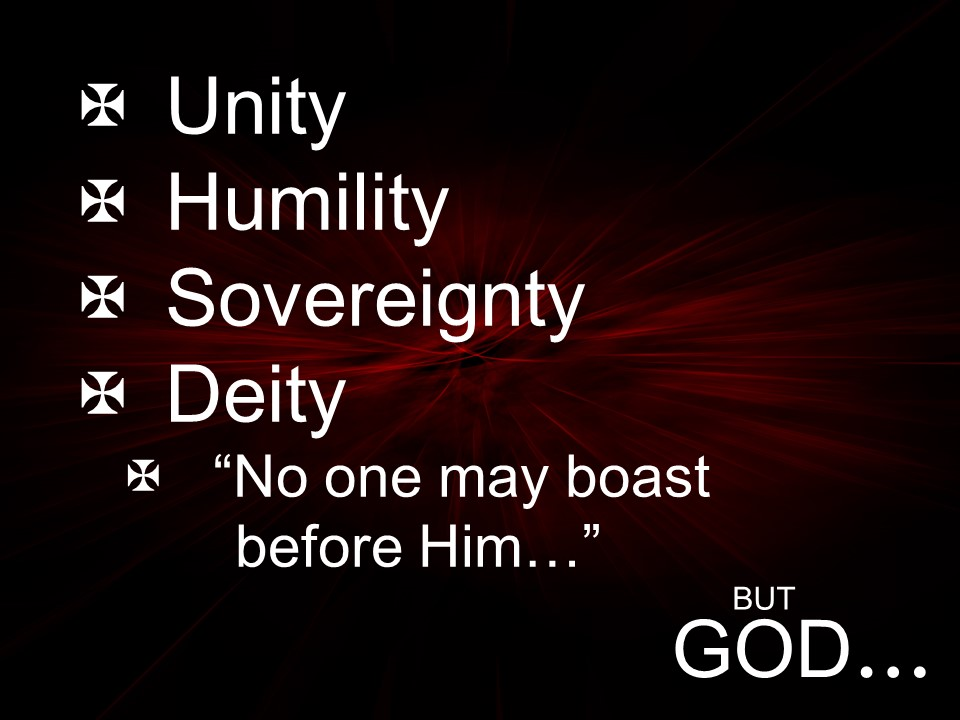 ✠ Unity
✠ Humility
✠ Sovereignty
✠ Deity
✠ “No one may boast
before Him…”
BUT
GOD…